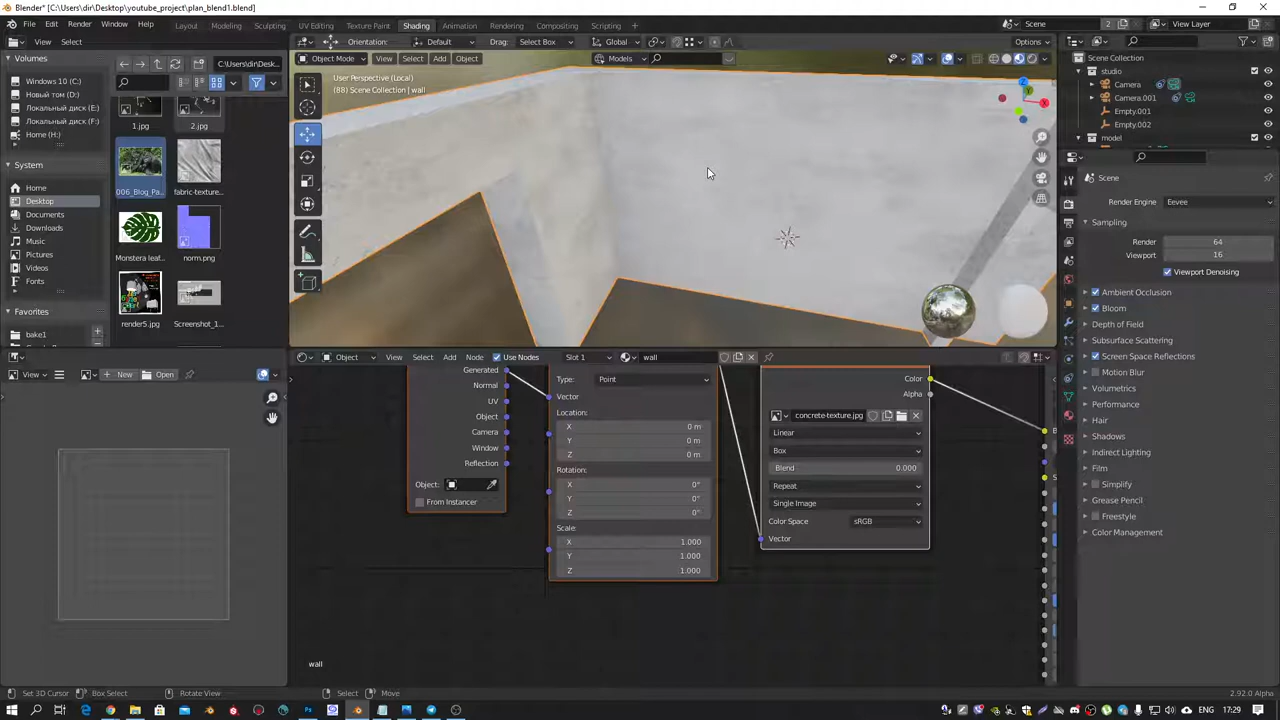 Blender* [C:\Users\dir\Desktop\youtube_project\plan_blend1.blend]
File Edit Render Window Help
Layout Modeling Sculpting UV Editing Texture Paint Shading Animation Rendering Compositing Scripting
Scene 2 View Layer
View Select
Orientation: Default Drag: Select Box Global Options
Volumes
C:\Users\dir\Desk...
Object Mode View Select Add Object Models
Windows 10 (C:)
Новый том (D:)
Локальный диск (E:)
Локальный диск (F:)
Home (H:)
1.jpg 2.jpg
006_Blog_Pa... fabric-texture...
Monstera leaf... norm.png
render5.jpg Screenshot_1...
System
Home
Desktop
Documents
Downloads
Music
Pictures
Videos
Fonts
Favorites
bake1
User Perspective (Local)
(88) Scene Collection | wall
Scene Collection
studio
Camera
Camera.001
Empty.001
Empty.002
model
Scene
Render Engine Eevee
Sampling
Render 64
Viewport 16
Viewport Denoising
Ambient Occlusion
Bloom
Depth of Field
Subsurface Scattering
Screen Space Reflections
Motion Blur
Volumetrics
Performance
Hair
Shadows
Indirect Lighting
Film
Simplify
Grease Pencil
Freestyle
Color Management
View New Open
Object View Select Add Node Use Nodes Slot 1 wall
Generated
Normal
UV
Object
Camera
Window
Reflection
Object:
From Instancer
Type: Point
Vector
Location:
X 0 m
Y 0 m
Z 0 m
Rotation:
X 0°
Y 0°
Z 0°
Scale:
X 1.000
Y 1.000
Z 1.000
Color
Alpha
concrete-texture.jpg
Linear
Box
Blend 0.000
Repeat
Single Image
Color Space sRGB
Vector
wall
Set 3D Cursor Box Select Rotate View Select Move 2.92.0 Alpha
ENG 17:29